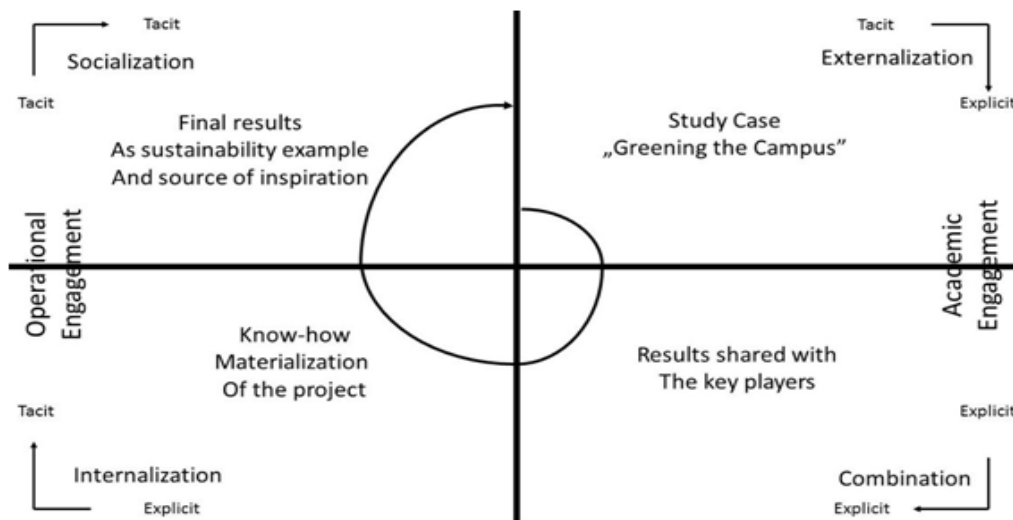 Tacit
Socialization
Tacit
Final results
As sustainability example
And source of inspiration
Tacit
Externalization
Explicit
Study Case
„Greening the Campus”
Operational
Engagement
Academic
Engagement
Know-how
Materialization
Of the project
Tacit
Internalization
Explicit
Results shared with
The key players
Explicit
Combination
Explicit